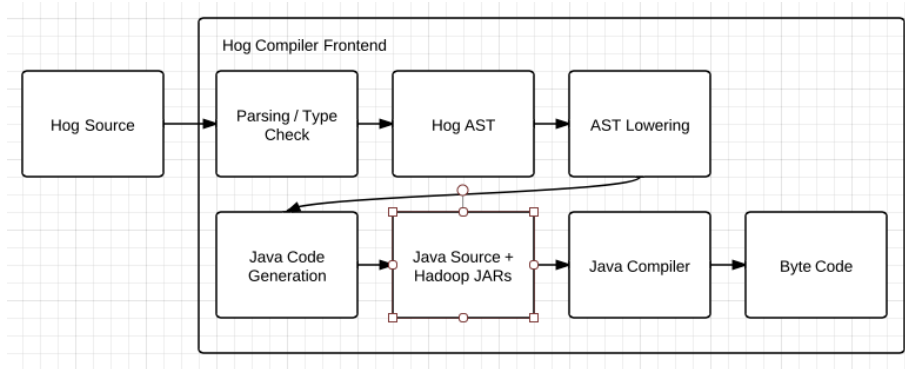 Hog Compiler Frontend
Hog Source
Parsing / Type
Check
Hog AST
AST Lowering
Java Code
Generation
Java Source +
Hadoop JARs
Java Compiler
Byte Code